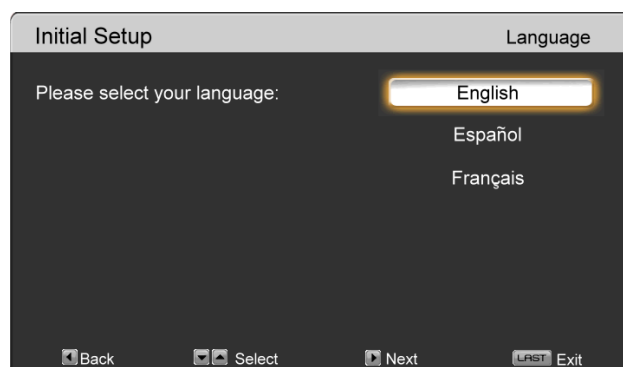 Initial Setup Language
Please select your language: English
Español
Français
Back Select Next LAST Exit